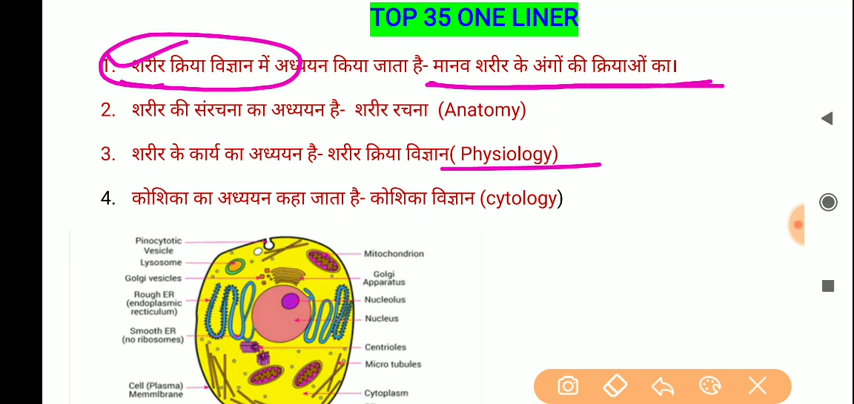 TOP 35 ONE LINER
1. शरीर क्रिया विज्ञान में अध्ययन किया जाता है- मानव शरीर के अंगों की क्रियाओं का।
2. शरीर की संरचना का अध्ययन है- शरीर रचना (Anatomy)
3. शरीर के कार्य का अध्ययन है- शरीर क्रिया विज्ञान( Physiology)
4. कोशिका का अध्ययन कहा जाता है- कोशिका विज्ञान (cytology)
Pinocytotic
Vesicle
Lysosome
Golgi vesicles
Rough ER
(endoplasmic
recticulum)
Smooth ER
(no ribosomes)
Cell (Plasma)
Memmlbrane
Mitochondrion
Golgi
Apparatus
Nucleolus
Nucleus
Centrioles
Micro tubules
Cytoplasm